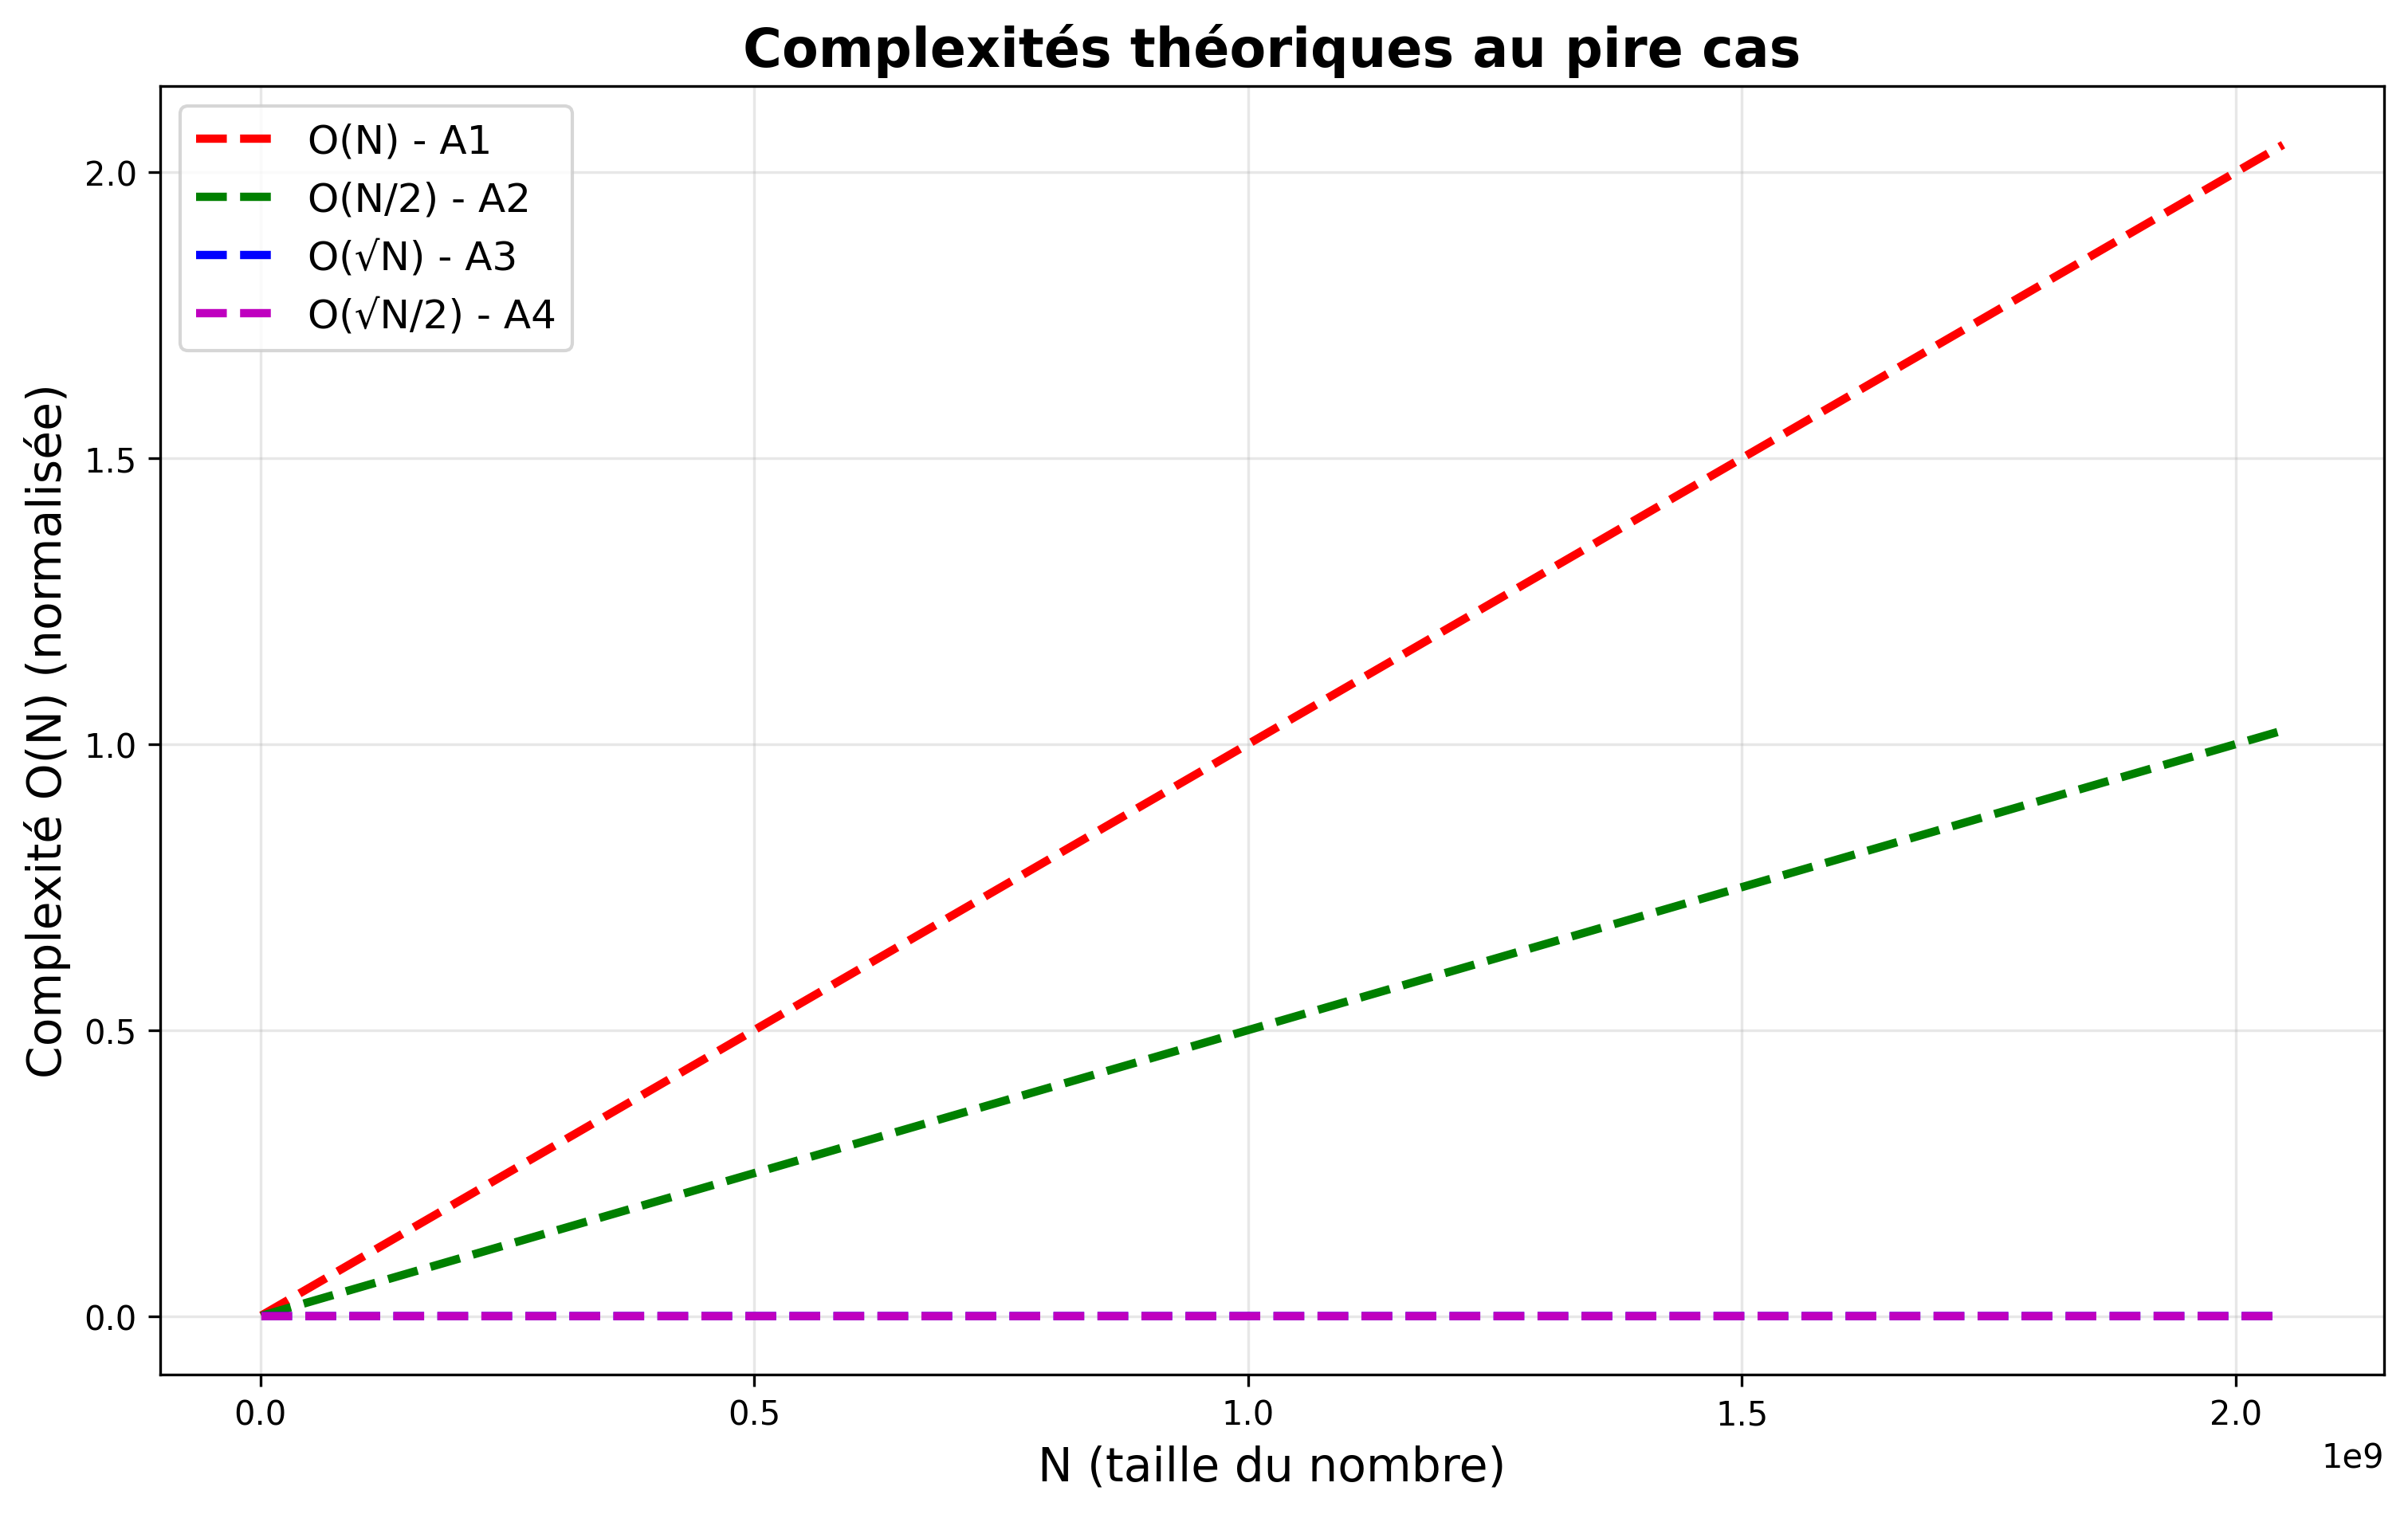 Complexités théoriques au pire cas
O(N) - A1
O(N/2) - A2
O(√N) - A3
O(√N/2) - A4
Complexité O(N) (normalisée)
2.0
1.5
1.0
0.5
0.0
0.0 0.5 1.0 1.5 2.0
1e9
N (taille du nombre)